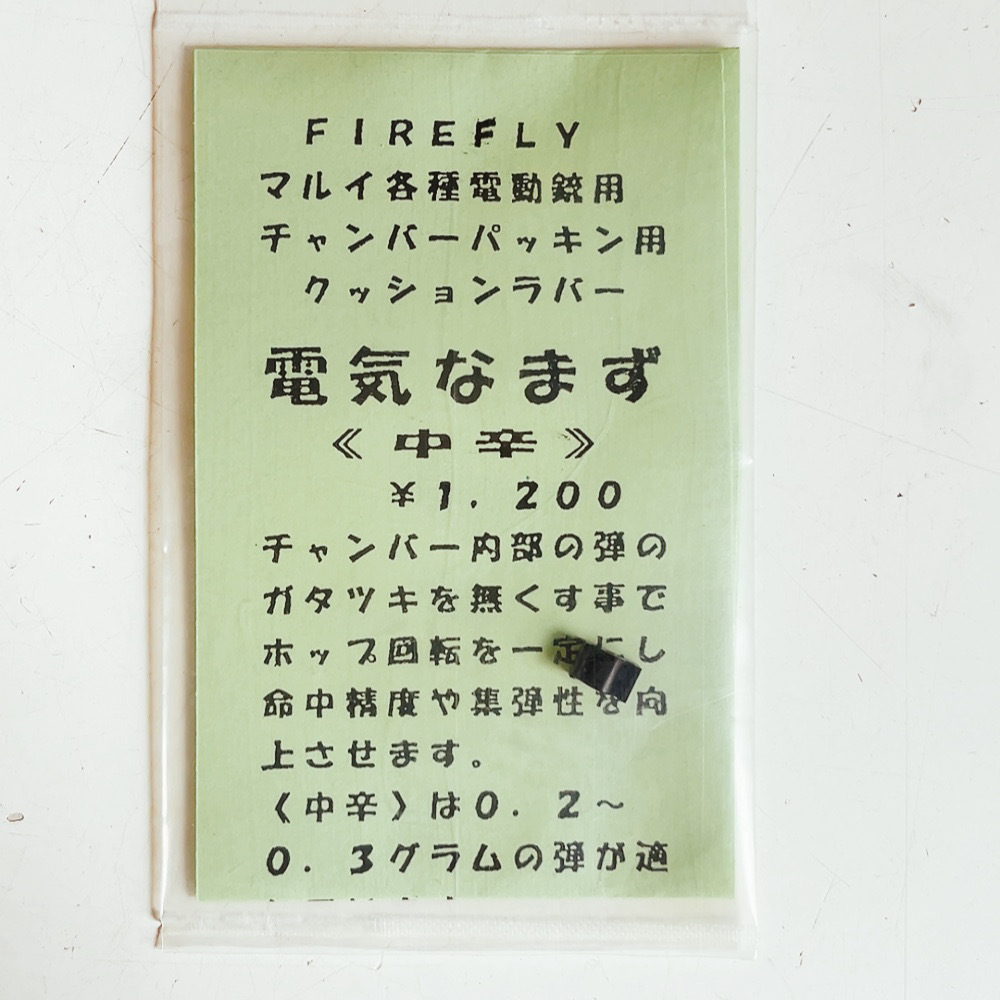 FIREFLY
マルイ各種電動銃用
チャンバーパッキン用
クッションラバー
電気なまず
《中辛》
¥1.200
チャンバー内部の弾の
ガタツキを無くす事で
ホップ回転を一定にし
命中精度や集弾性を向
上させます。
《中辛》は0.2〜
0.3グラムの弾が適